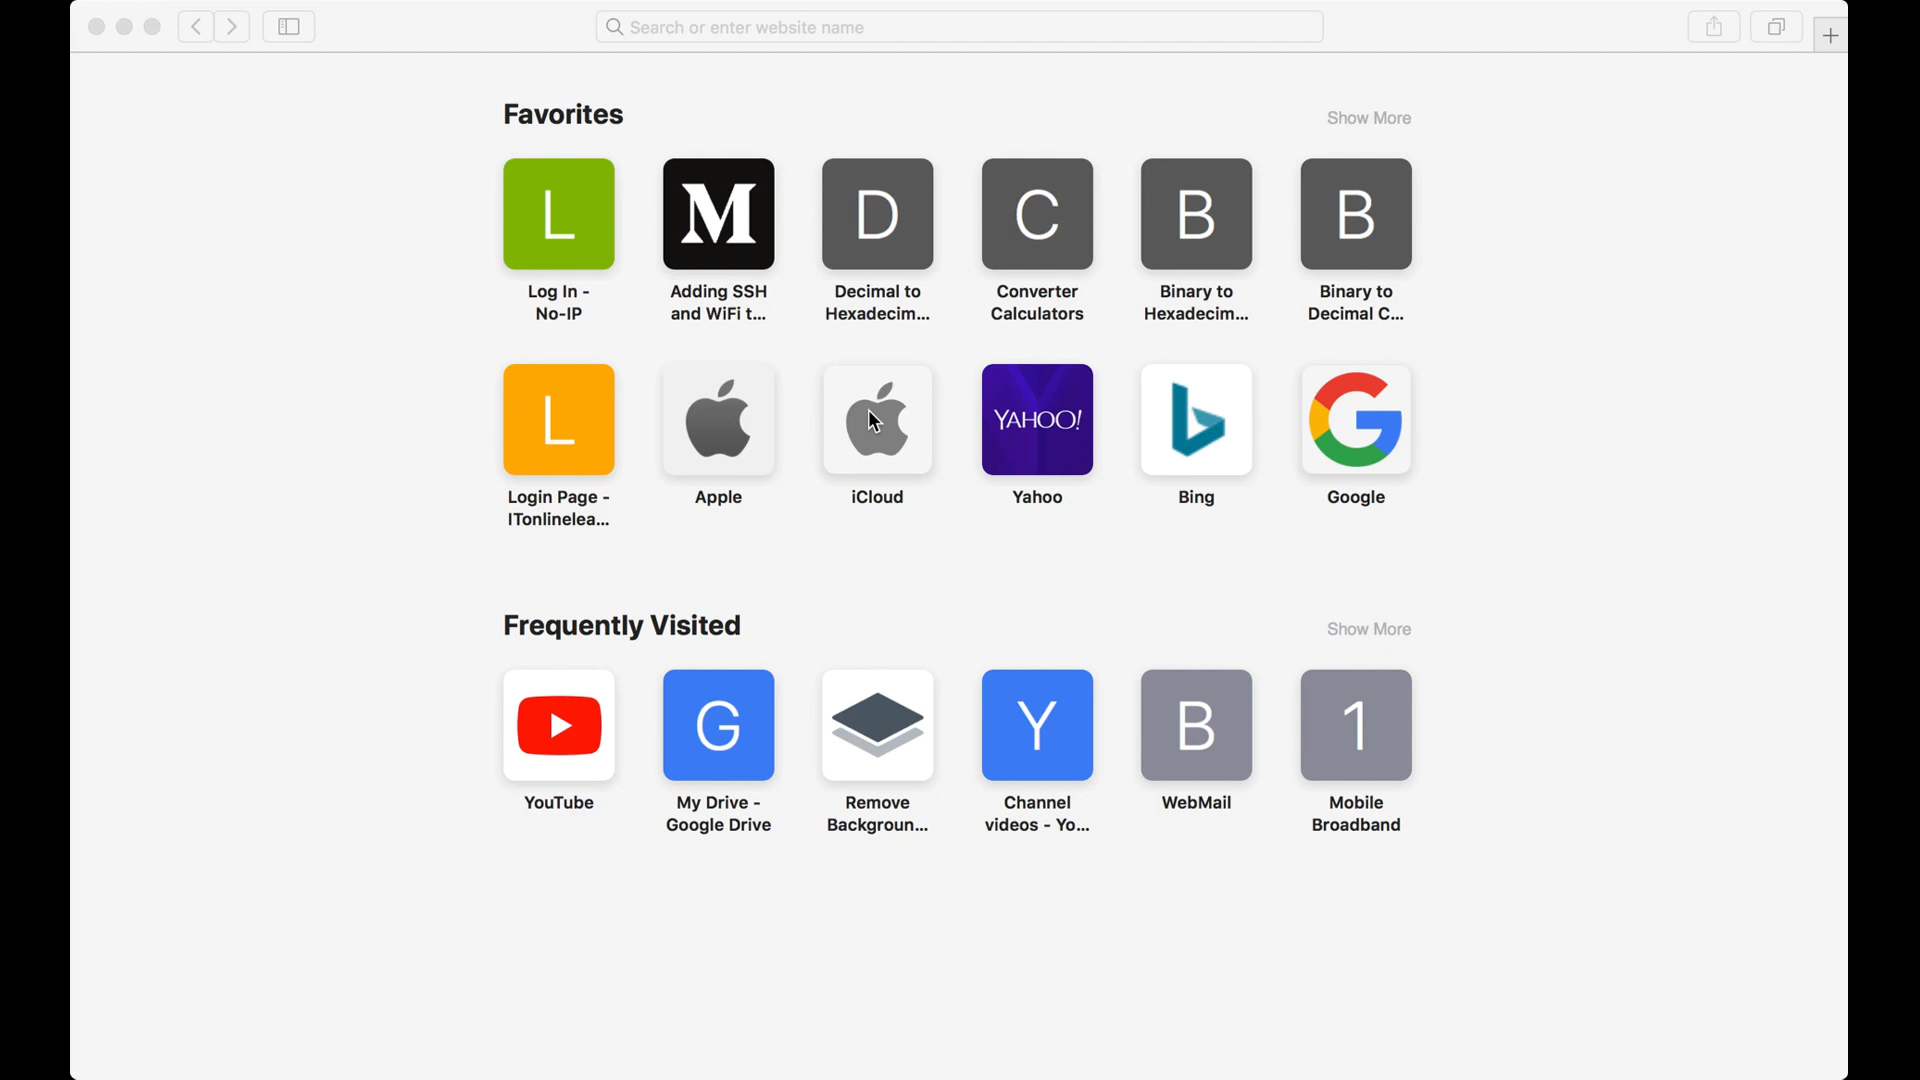 Search or enter website name
Favorites
Show More
L
M
D
C
B
B
Log In -
No-IP
Adding SSH
and WiFi t...
Decimal to
Hexadecim...
Converter
Calculators
Binary to
Hexadecim...
Binary to
Decimal C...
L
YAHOO!
G
Login Page -
ITonlinelea...
Apple
iCloud
Yahoo
Bing
Google
Frequently Visited
Show More
G
Y
B
1
YouTube
My Drive -
Google Drive
Remove
Backgroun...
Channel
videos - Yo...
WebMail
Mobile
Broadband